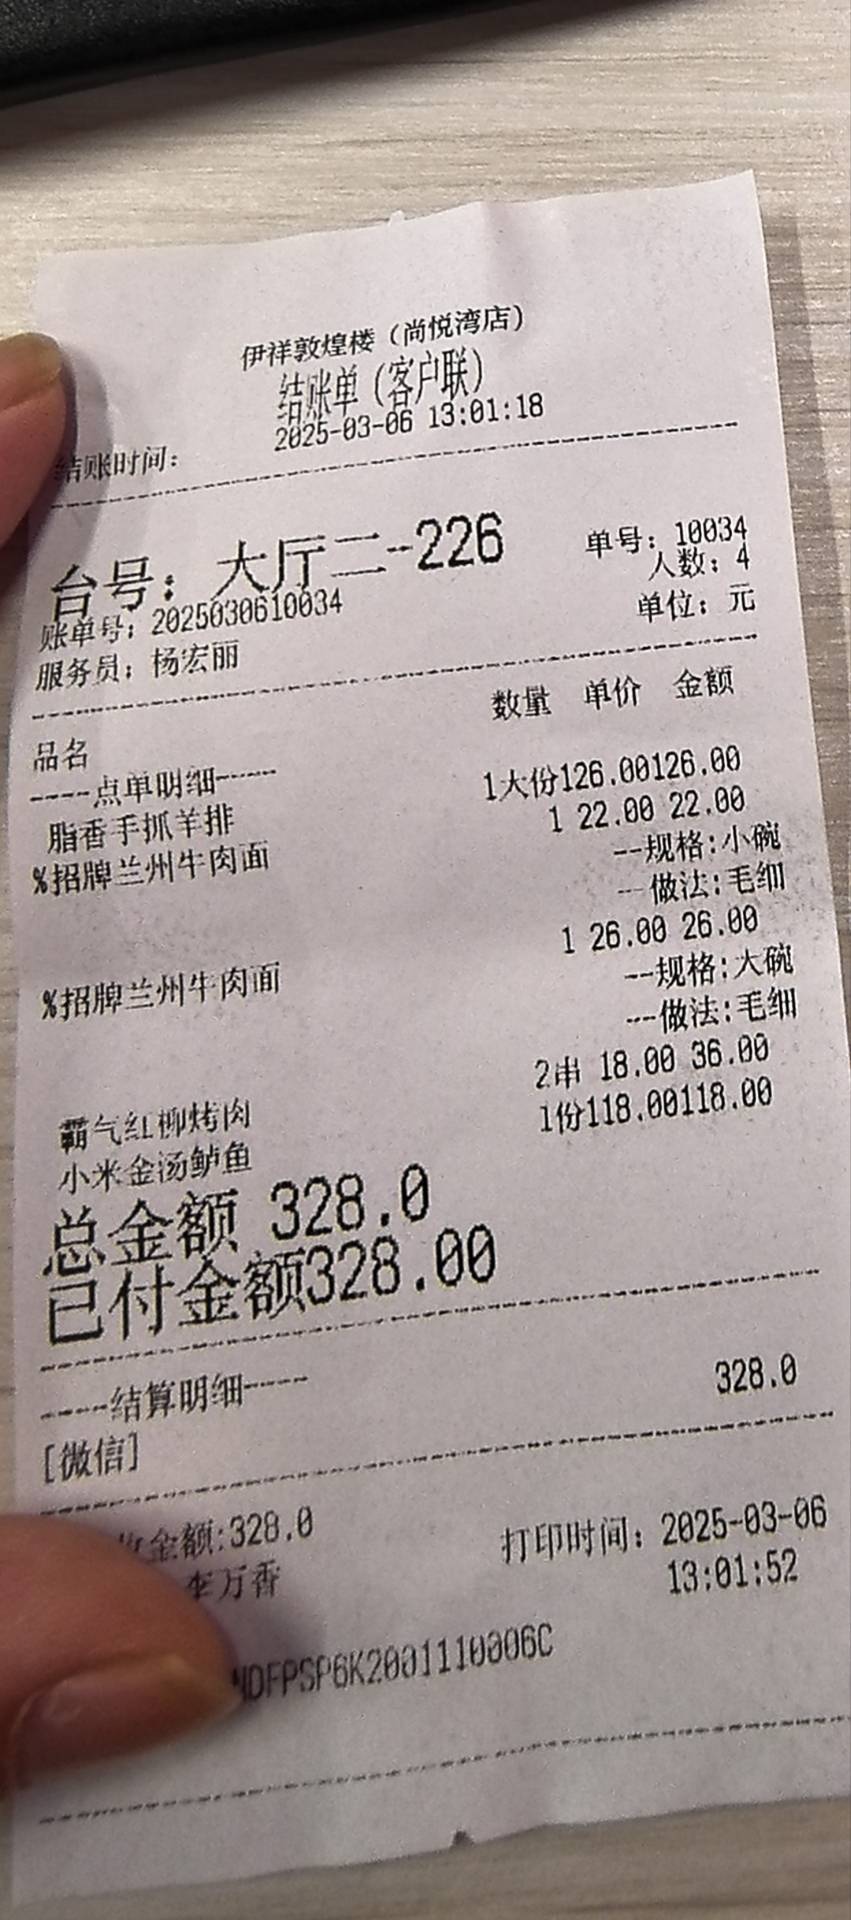 伊祥敦煌楼（尚悦湾店）
结账单（客户联）
结账时间： 2025-03-06 13:01:18
台号：大厅二-226 单号：10034
人数：4
账单号：2025030610034 单位：元
服务员：杨宏丽
品名 数量 单价 金额
----点单明细-----
脂香手抓羊排 1大份126.00126.00
%招牌兰州牛肉面 1 22.00 22.00
--规格:小碗
--做法:毛细
%招牌兰州牛肉面 1 26.00 26.00
--规格:大碗
---做法:毛细
霸气红柳烤肉 2串 18.00 36.00
小米金汤鲈鱼 1份118.00118.00
总金额 328.0
已付金额328.00
-----结算明细-----
[微信] 328.0
金额:328.0 打印时间：2025-03-06
李万香 13:01:52
DFPSP6K2001110006C